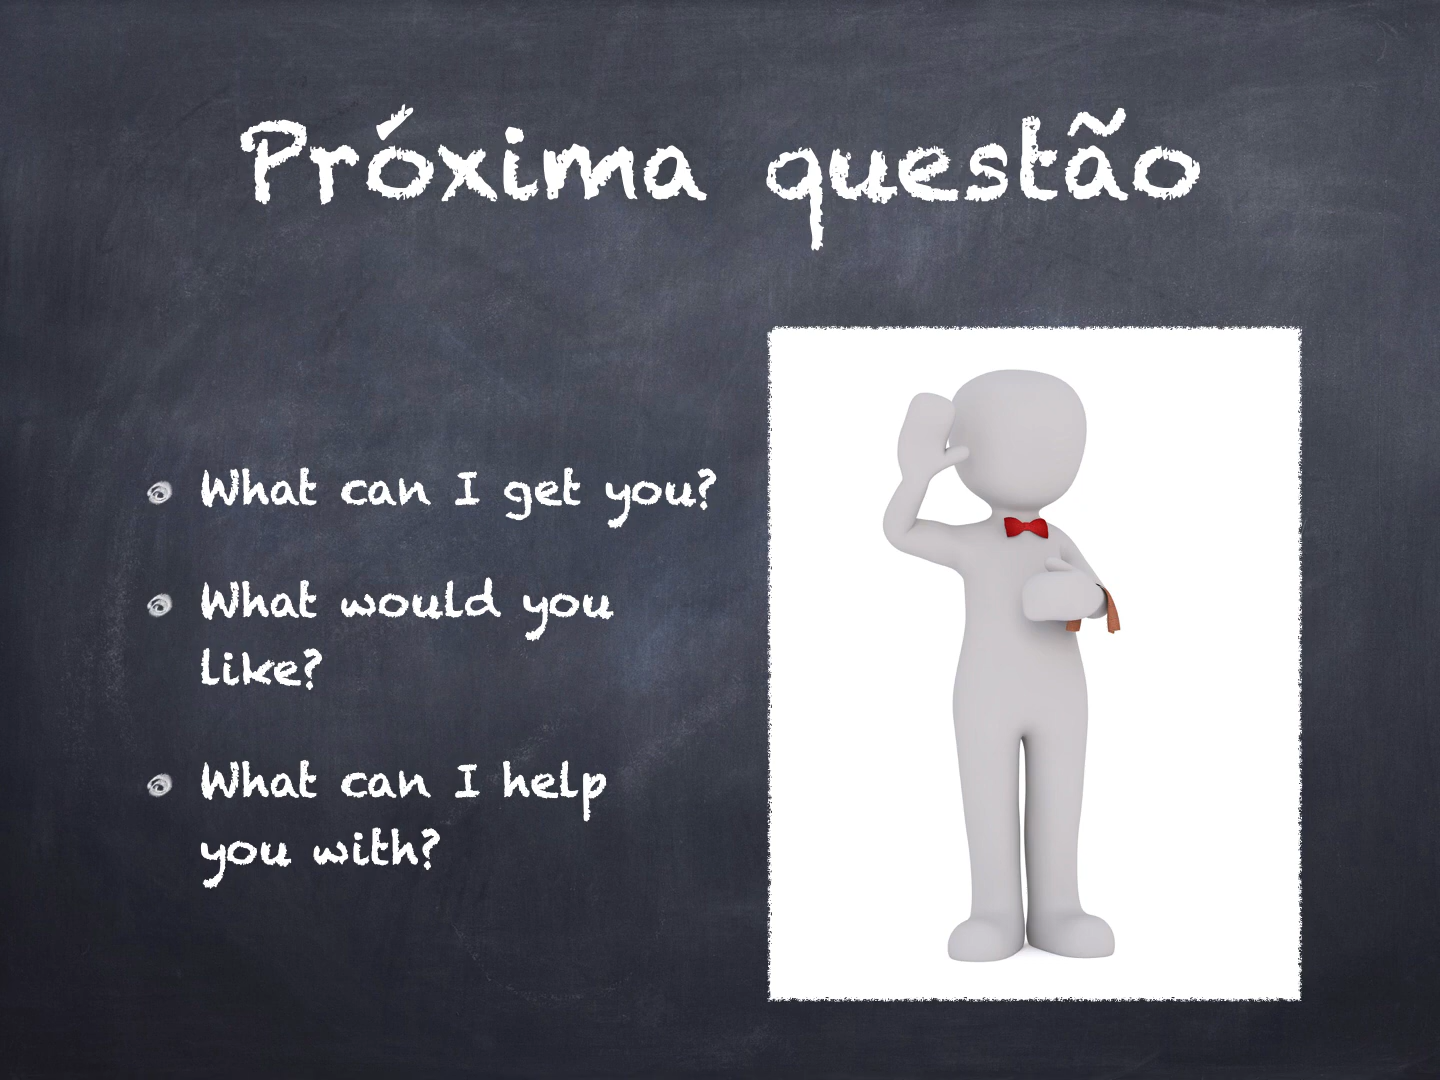 Próxima questão
What can I get you?
What would you
like?
What can I help
you with?